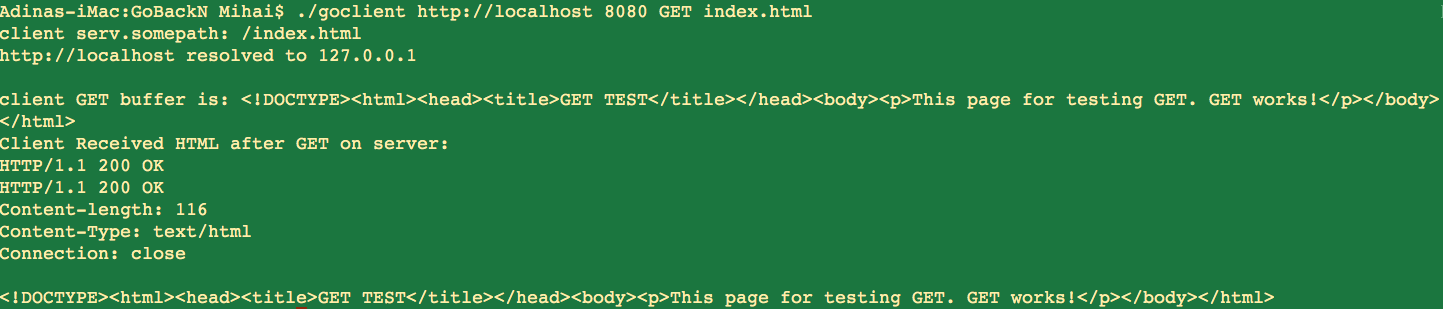 Adinas-iMac:GoBackN Mihai$ ./goclient http://localhost 8080 GET index.html
client serv.somepath: /index.html
http://localhost resolved to 127.0.0.1
client GET buffer is: <!DOCTYPE><html><head><title>GET TEST</title></head><body><p>This page for testing GET. GET works!</p></body>
</html>
Client Received HTML after GET on server:
HTTP/1.1 200 OK
HTTP/1.1 200 OK
Content-length: 116
Content-Type: text/html
Connection: close
<!DOCTYPE><html><head><title>GET TEST</title></head><body><p>This page for testing GET. GET works!</p></body></html>